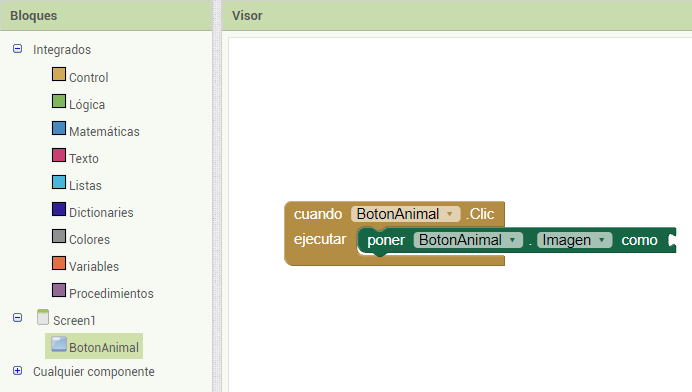 Bloques
Visor
Integrados
Control
Lógica
Matemáticas
Texto
Listas
Dictionaries
Colores
Variables
Procedimientos
Screen1
BotonAnimal
Cualquier componente
cuando BotonAnimal .Clic
ejecutar poner BotonAnimal . Imagen como